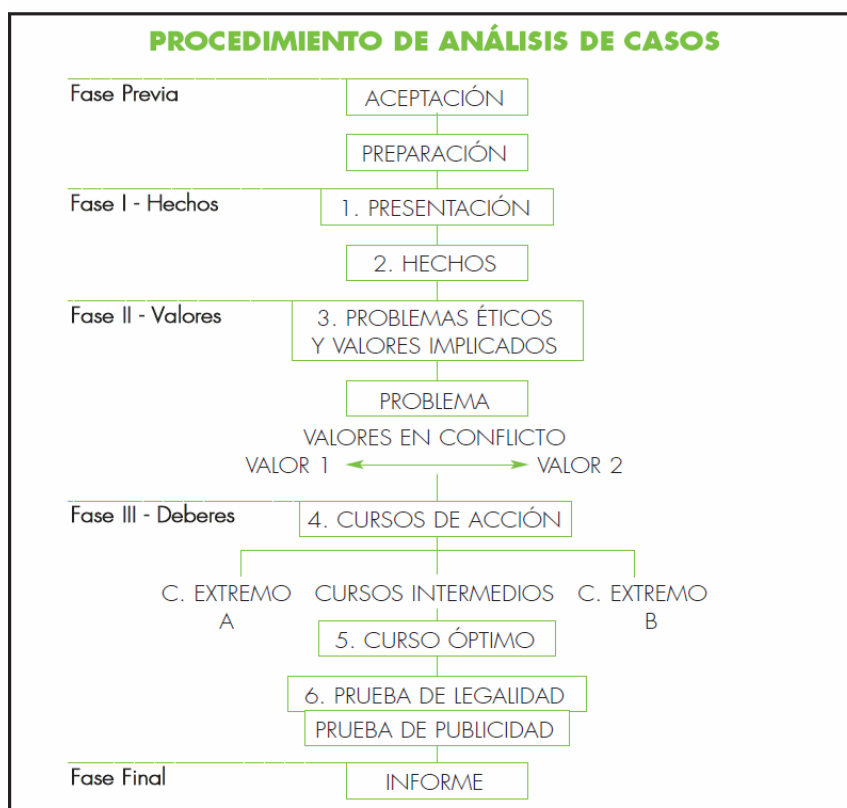 PROCEDIMIENTO DE ANÁLISIS DE CASOS
Fase Previa
ACEPTACIÓN
PREPARACIÓN
Fase I - Hechos
1. PRESENTACIÓN
2. HECHOS
Fase II - Valores
3. PROBLEMAS ÉTICOS
Y VALORES IMPLICADOS
PROBLEMA
VALORES EN CONFLICTO
VALOR 1
VALOR 2
Fase III - Deberes
4. CURSOS DE ACCIÓN
C. EXTREMO
A
CURSOS INTERMEDIOS
C. EXTREMO
B
5. CURSO ÓPTIMO
6. PRUEBA DE LEGALIDAD
PRUEBA DE PUBLICIDAD
Fase Final
INFORME